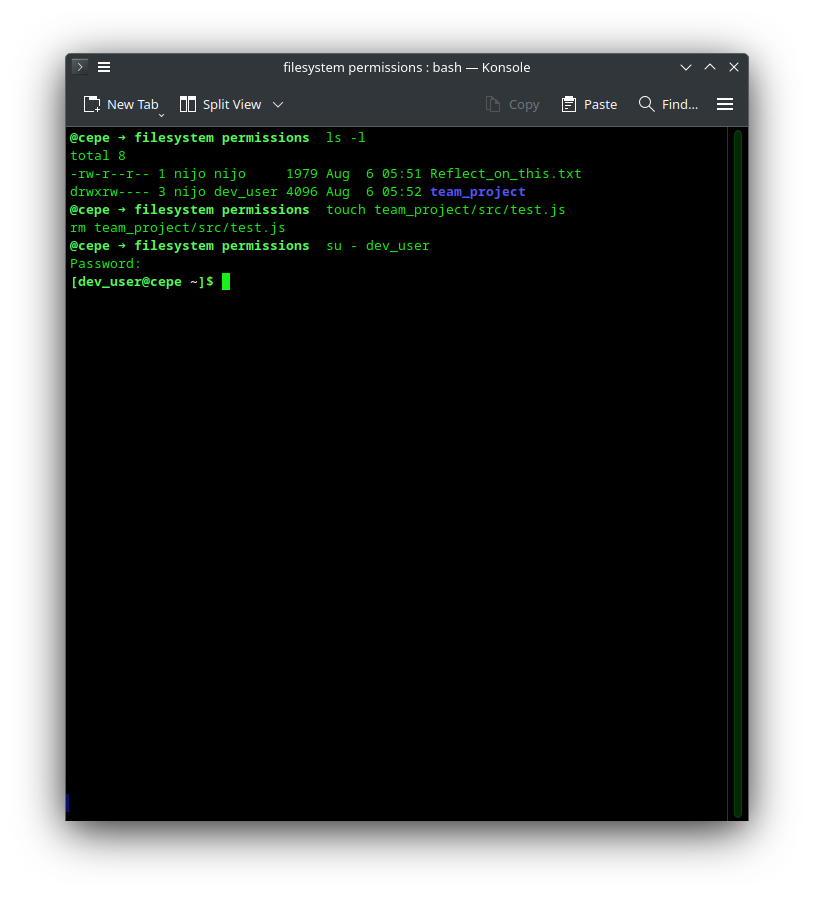 filesystem permissions : bash — Konsole
New Tab Split View Copy Paste Find...
@cepe → filesystem permissions  ls -l
total 8
-rw-r--r-- 1 nijo nijo     1979 Aug  6 05:51 Reflect_on_this.txt
drwxrw---- 3 nijo dev_user 4096 Aug  6 05:52 team_project
@cepe → filesystem permissions  touch team_project/src/test.js
rm team_project/src/test.js
@cepe → filesystem permissions  su - dev_user
Password:
[dev_user@cepe ~]$